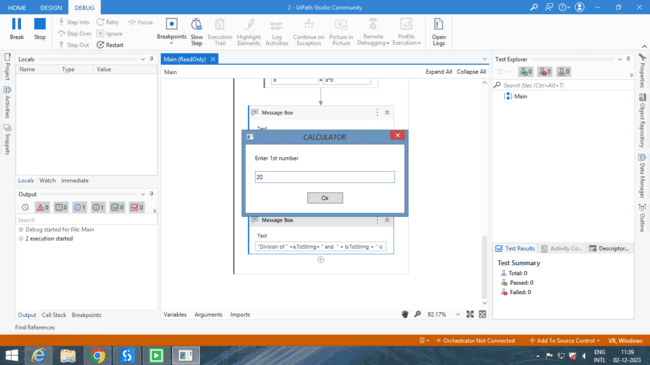 HOME
DESIGN
DEBUG
2 - UiPath Studio Community
Break
Stop
Step Into
Step Over
Step Out
Retry
Ignore
Restart
Focus
Breakpoints
Slow Step
Execution Trail
Highlight Elements
Log Activities
Continue on Exception
Picture in Picture
Remote Debugging
Profile Execution
Open Logs
Project
Activities
Snippets
Locals
Name Type Value
Locals Watch Immediate
Output
0 0 1 1 0 0
Search
Debug started for file: Main
2 execution started
Output Call Stack Breakpoints
Find References
Main (ReadOnly)
Main
Expand All Collapse All
Message Box
Text
CALCULATOR
Enter 1st number
20
Ok
Message Box
Text
"Division of " +a.ToString+ " and " + b.ToString + " is
Variables Arguments Imports
92.17%
Test Explorer
0 0 0
Search files (Ctrl+Alt+T)
Main
Test Results Activity Co... Descriptor...
Test Summary
Total: 0
Passed: 0
Failed: 0
Properties
Object Repository
Data Manager
Outline
Orchestrator Not Connected
Add To Source Control
VB, Windows
ENG
INTL
11:39
02-12-2023